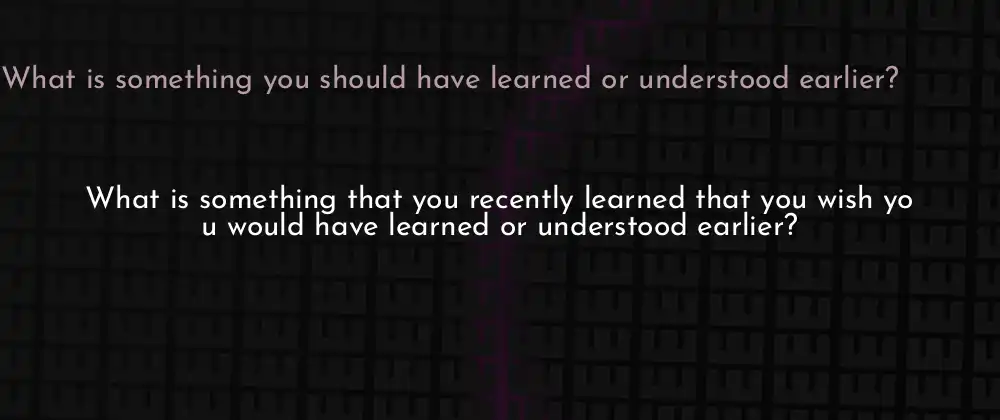 What is something you should have learned or understood earlier?
What is something that you recently learned that you wish yo
u would have learned or understood earlier?